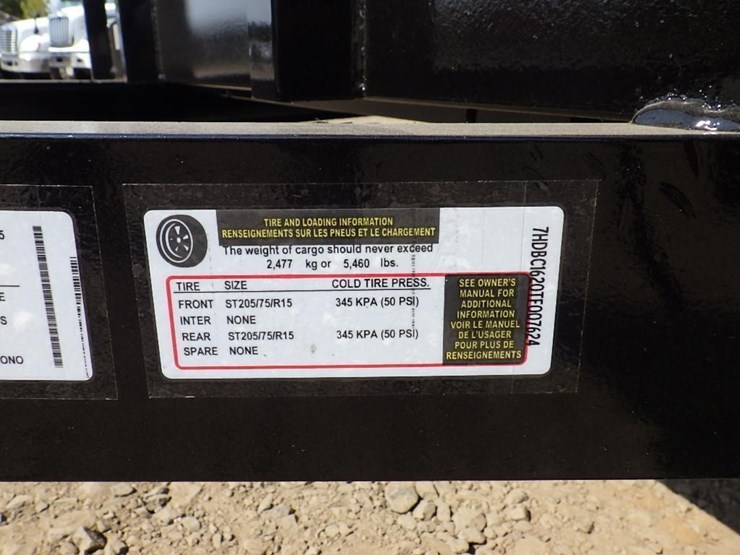 5
E
S
ONO
TIRE AND LOADING INFORMATION
RENSEIGNEMENTS SUR LES PNEUS ET LE CHARGEMENT
The weight of cargo should never exceed
2,477 kg or 5,460 lbs.
TIRE SIZE COLD TIRE PRESS.
FRONT ST205/75/R15 345 KPA (50 PSI)
INTER NONE
REAR ST205/75/R15 345 KPA (50 PSI)
SPARE NONE
SEE OWNER'S
MANUAL FOR
ADDITIONAL
INFORMATION
VOIR LE MANUEL
DE L'USAGER
POUR PLUS DE
RENSEIGNEMENTS